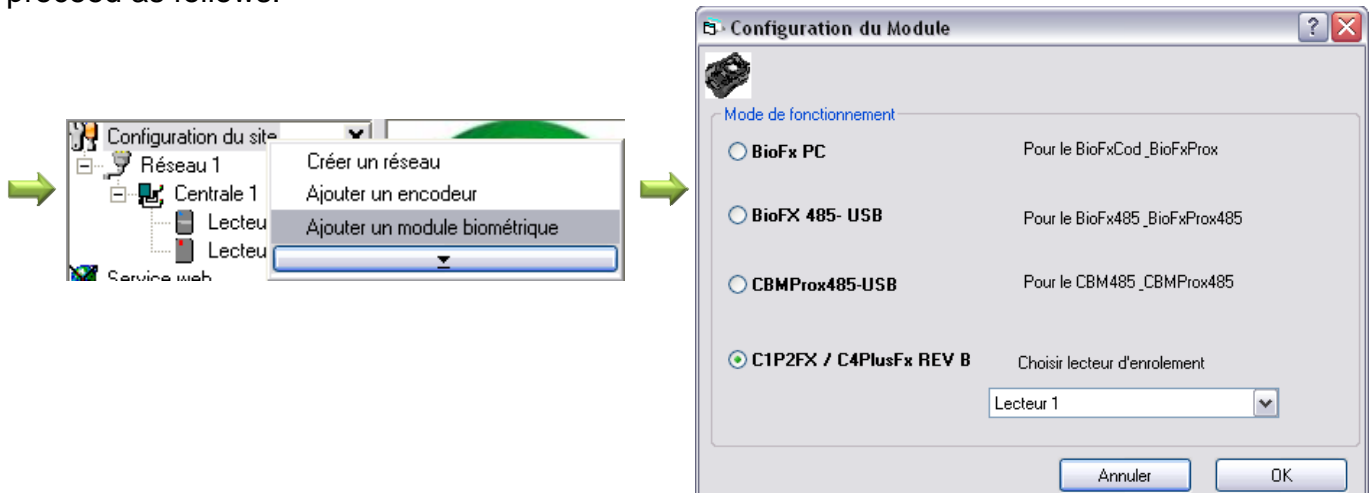 proceed as follows:
Configuration du site
Réseau 1
Centrale 1
Lecteu
Lecteu
Service web
Créer un réseau
Ajouter un encodeur
Ajouter un module biométrique
Configuration du Module
Mode de fonctionnement
BioFx PC Pour le BioFxCod_BioFxProx
BioFX 485- USB Pour le BioFx485_BioFxProx485
CBMProx485-USB Pour le CBM485_CBMProx485
C1P2FX / C4PlusFx REV B Choisir lecteur d'enrolement
Lecteur 1
Annuler OK